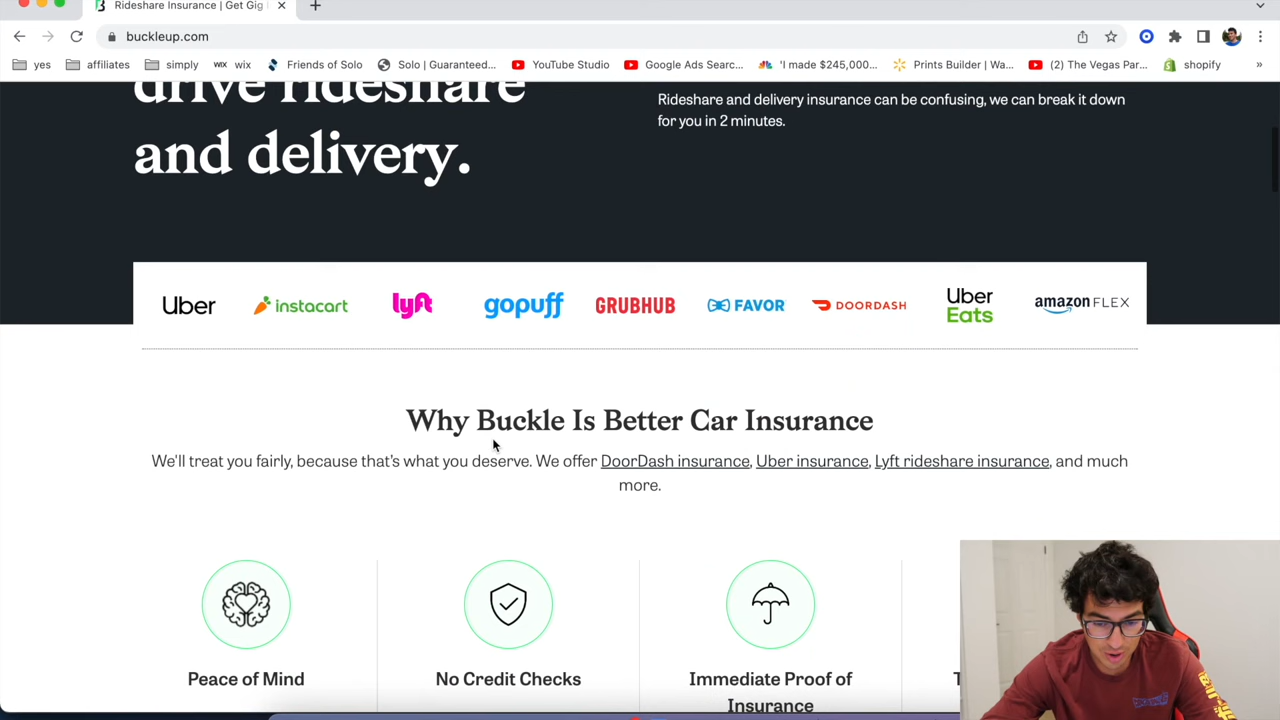 Rideshare Insurance | Get Gig
buckleup.com
yes
affiliates
simply
WIX wix
Friends of Solo
Solo | Guaranteed...
YouTube Studio
Google Ads Searc...
'I made $245,000...
Prints Builder | Wa...
(2) The Vegas Par...
shopify
»
drive rideshare
and delivery.
Rideshare and delivery insurance can be confusing, we can break it down
for you in 2 minutes.
Uber
instacart
lyft
gopuff
GRUBHUB
FAVOR
DOORDASH
Uber
Eats
amazon FLEX
Why Buckle Is Better Car Insurance
We'll treat you fairly, because that's what you deserve. We offer DoorDash insurance, Uber insurance, Lyft rideshare insurance, and much
more.
Peace of Mind
No Credit Checks
Immediate Proof of
Insurance